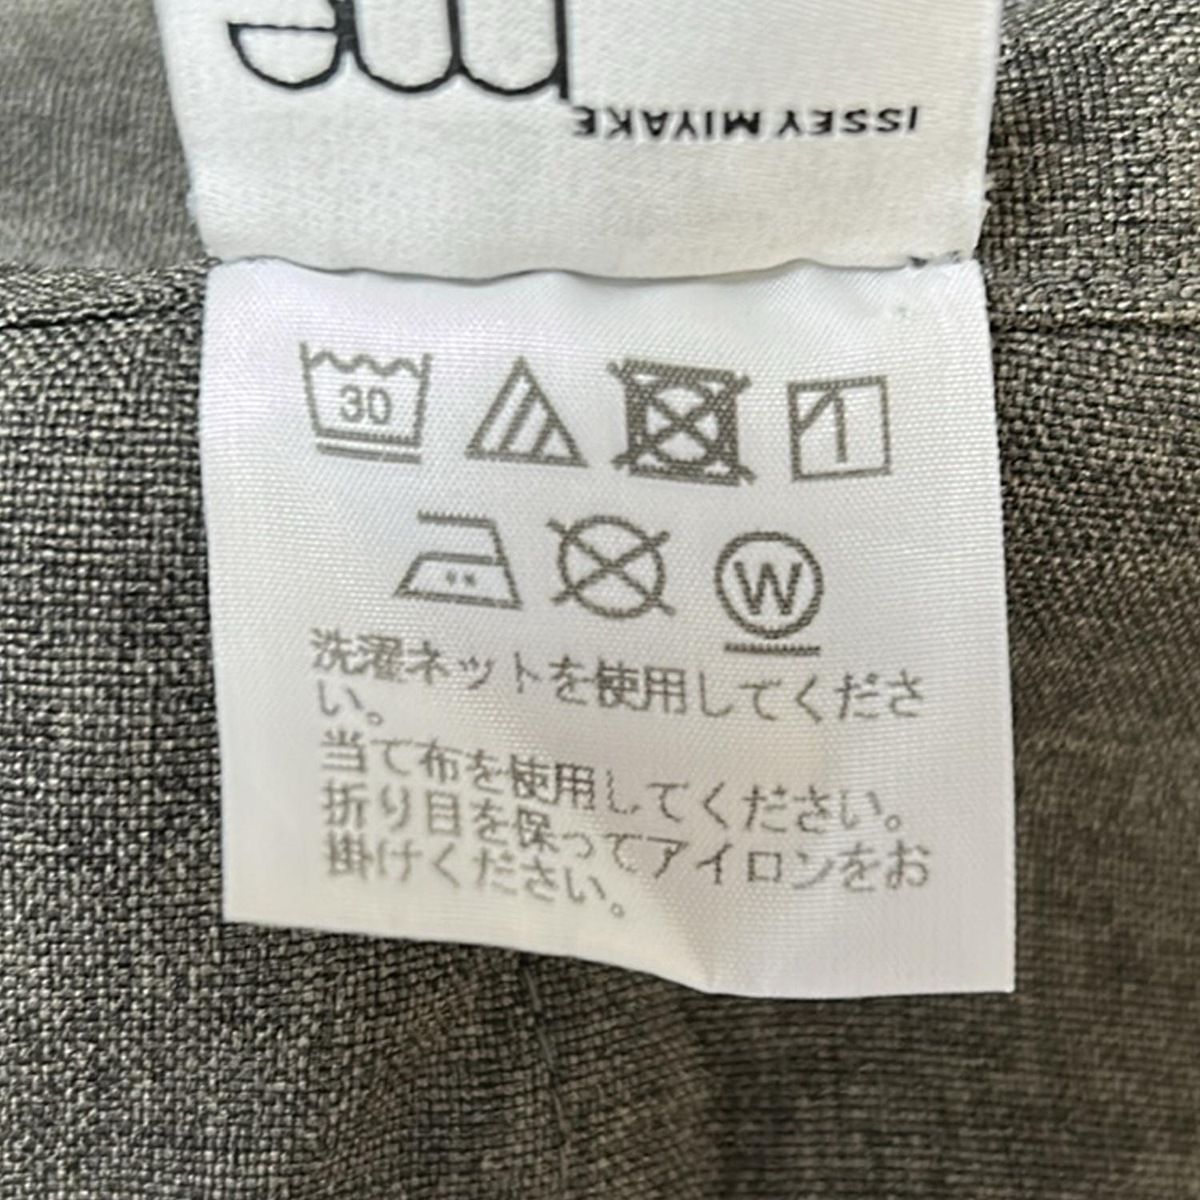 me
ISSEY MIYAKE
30
W
洗濯ネットを使用してくださ
い。
当て布を使用してください。
折り目を保ってアイロンをお
掛けください。